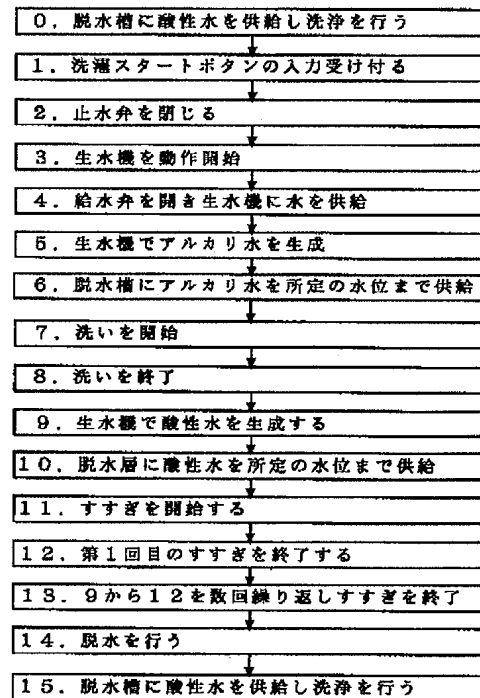 0．脱水槽に酸性水を供給し洗浄を行う
1．洗濯スタートボタンの入力受け付る
2．止水弁を閉じる
3．生水機を動作開始
4．給水弁を開き生水機に水を供給
5．生水機でアルカリ水を生成
6．脱水槽にアルカリ水を所定の水位まで供給
7．洗いを開始
8．洗いを終了
9．生水機で酸性水を生成する
10．脱水層に酸性水を所定の水位まで供給
11．すすぎを開始する
12．第1回目のすすぎを終了する
13．9から12を数回繰り返しすすぎを終了
14．脱水を行う
15．脱水槽に酸性水を供給し洗浄を行う